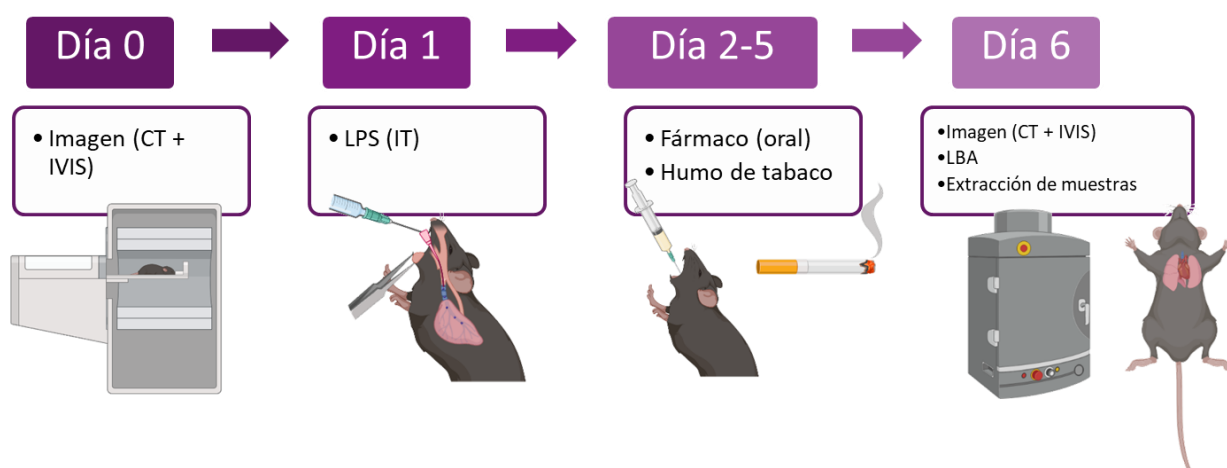 Día 0
Día 1
Día 2-5
Día 6
• Imagen (CT +
IVIS)
• LPS (IT)
• Fármaco (oral)
• Humo de tabaco
•Imagen (CT + IVIS)
•LBA
•Extracción de muestras